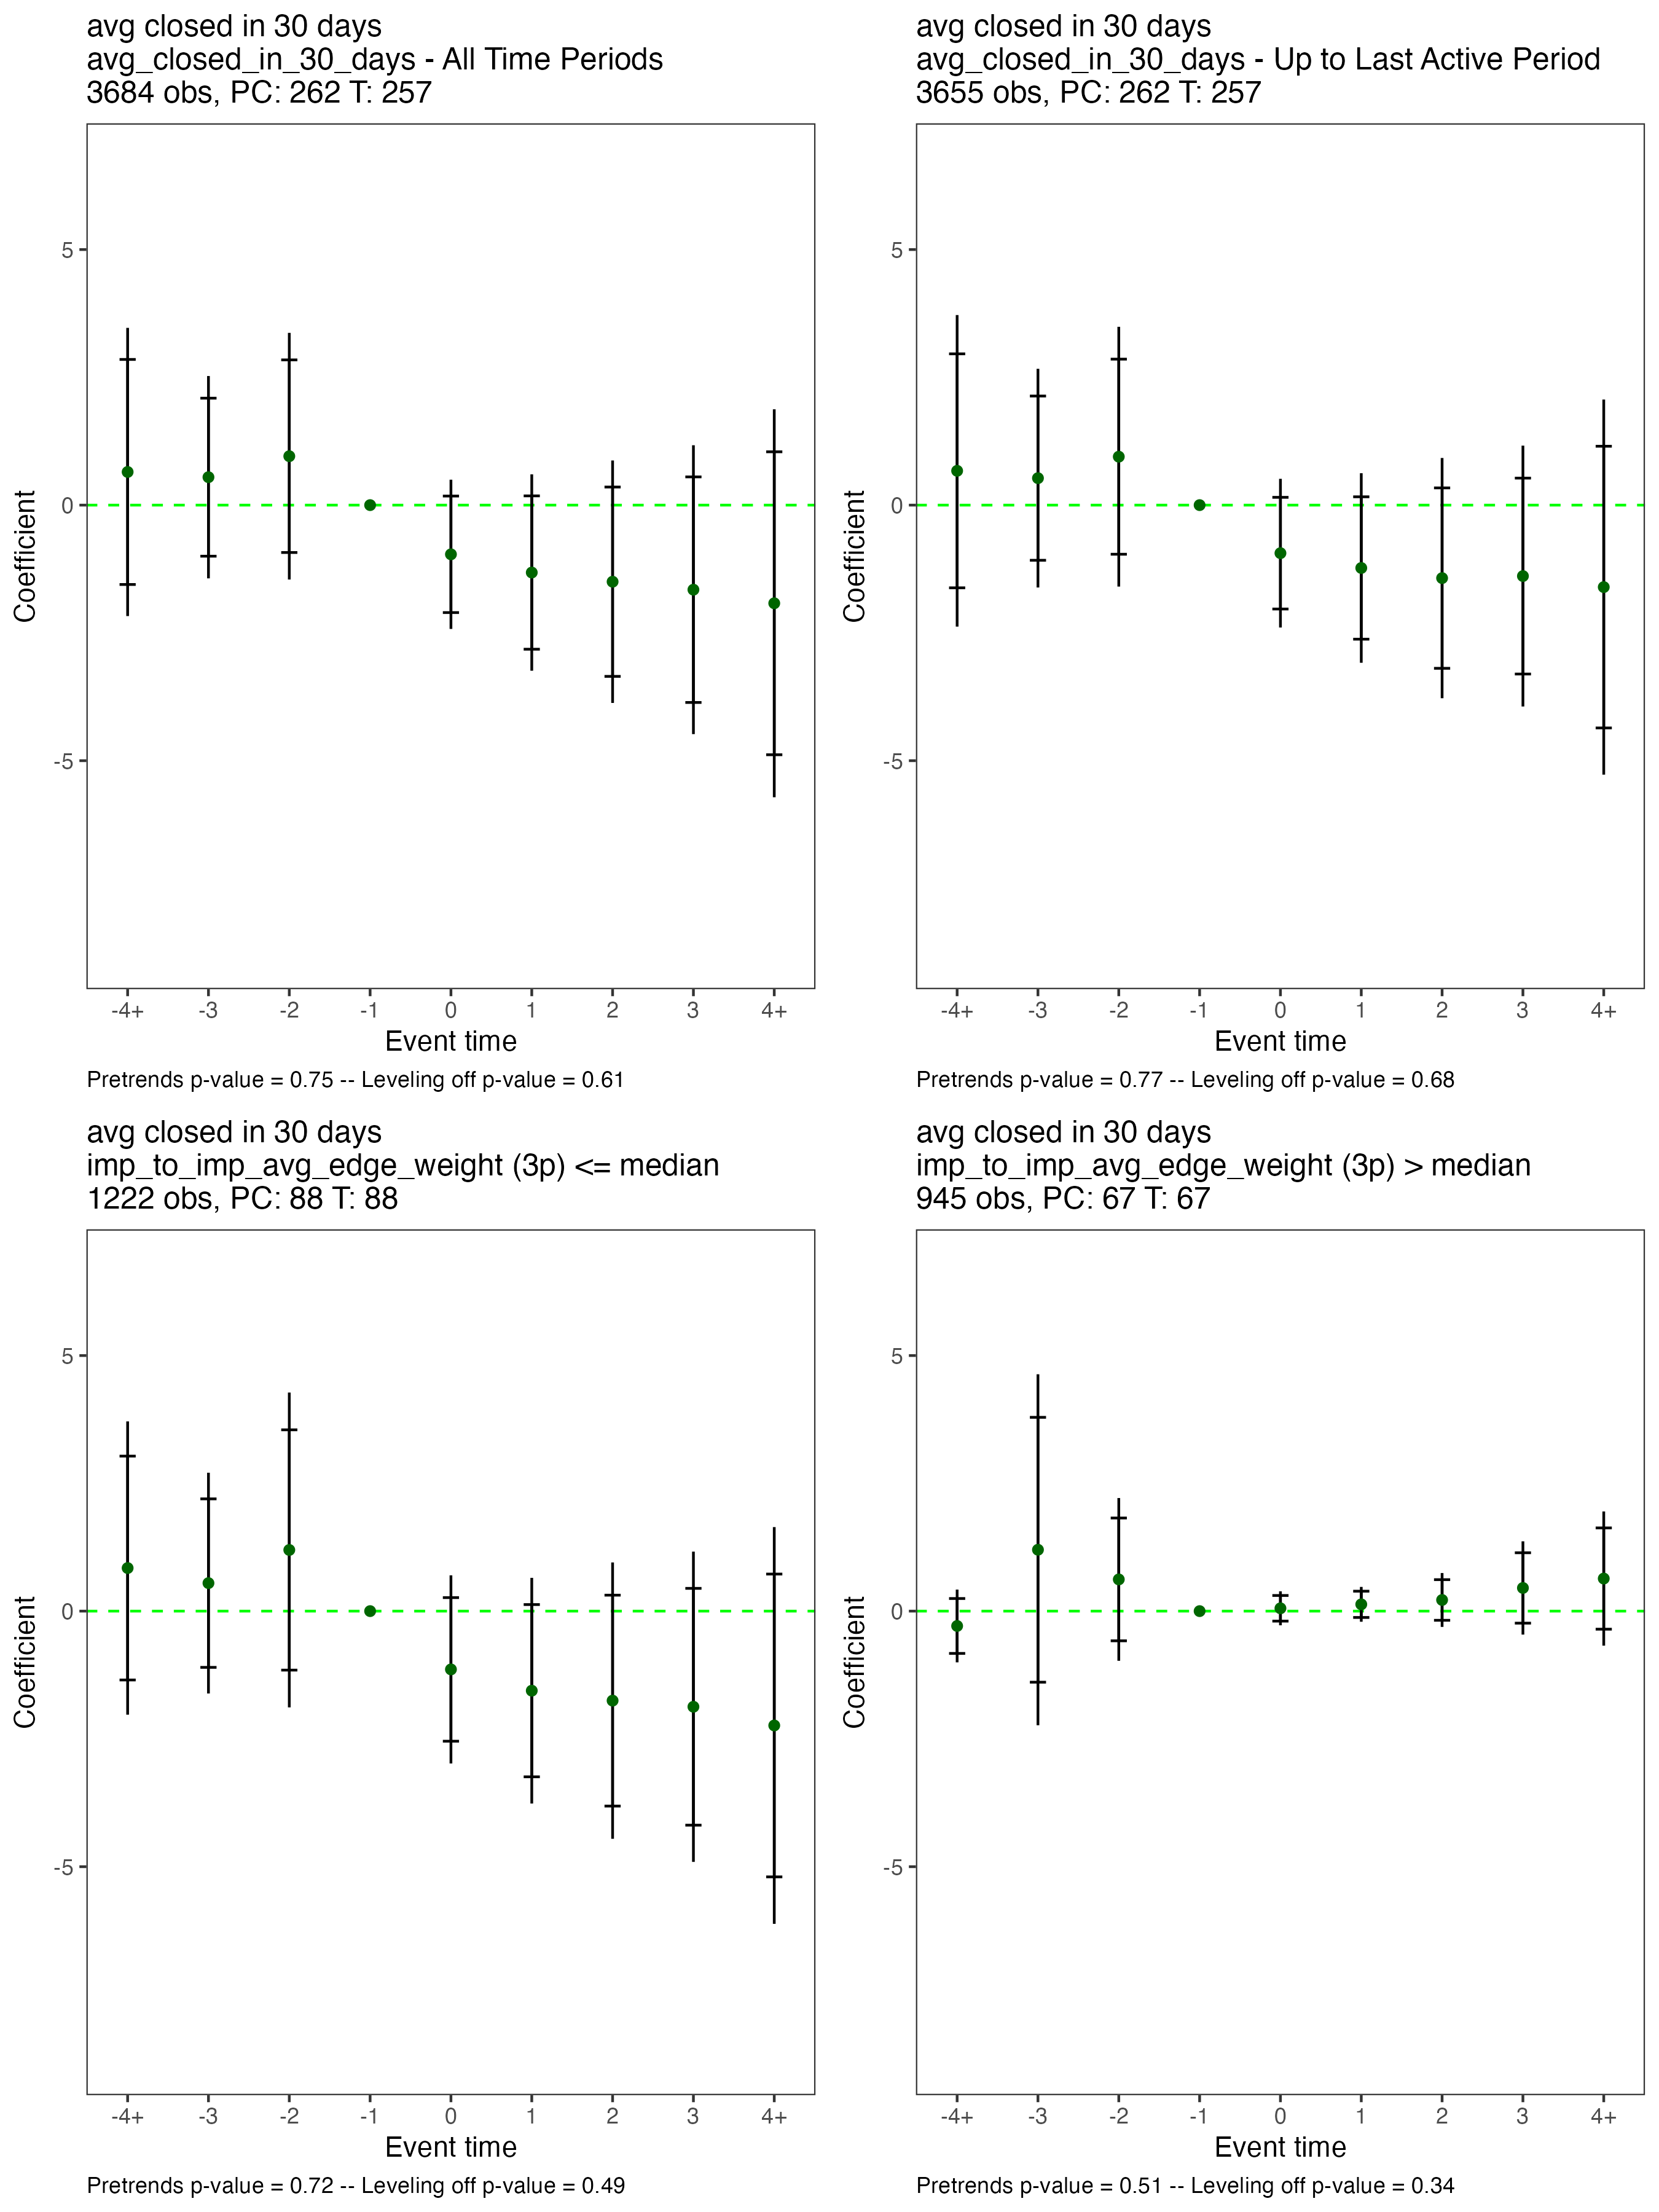 avg closed in 30 days
avg_closed_in_30_days - All Time Periods
3684 obs, PC: 262 T: 257
5
0
-5
Coefficient
-4+ -3 -2 -1 0 1 2 3 4+
Event time
Pretrends p-value = 0.75 -- Leveling off p-value = 0.61
avg closed in 30 days
avg_closed_in_30_days - Up to Last Active Period
3655 obs, PC: 262 T: 257
5
0
-5
Coefficient
-4+ -3 -2 -1 0 1 2 3 4+
Event time
Pretrends p-value = 0.77 -- Leveling off p-value = 0.68
avg closed in 30 days
imp_to_imp_avg_edge_weight (3p) <= median
1222 obs, PC: 88 T: 88
5
0
-5
Coefficient
-4+ -3 -2 -1 0 1 2 3 4+
Event time
Pretrends p-value = 0.72 -- Leveling off p-value = 0.49
avg closed in 30 days
imp_to_imp_avg_edge_weight (3p) > median
945 obs, PC: 67 T: 67
5
0
-5
Coefficient
-4+ -3 -2 -1 0 1 2 3 4+
Event time
Pretrends p-value = 0.51 -- Leveling off p-value = 0.34